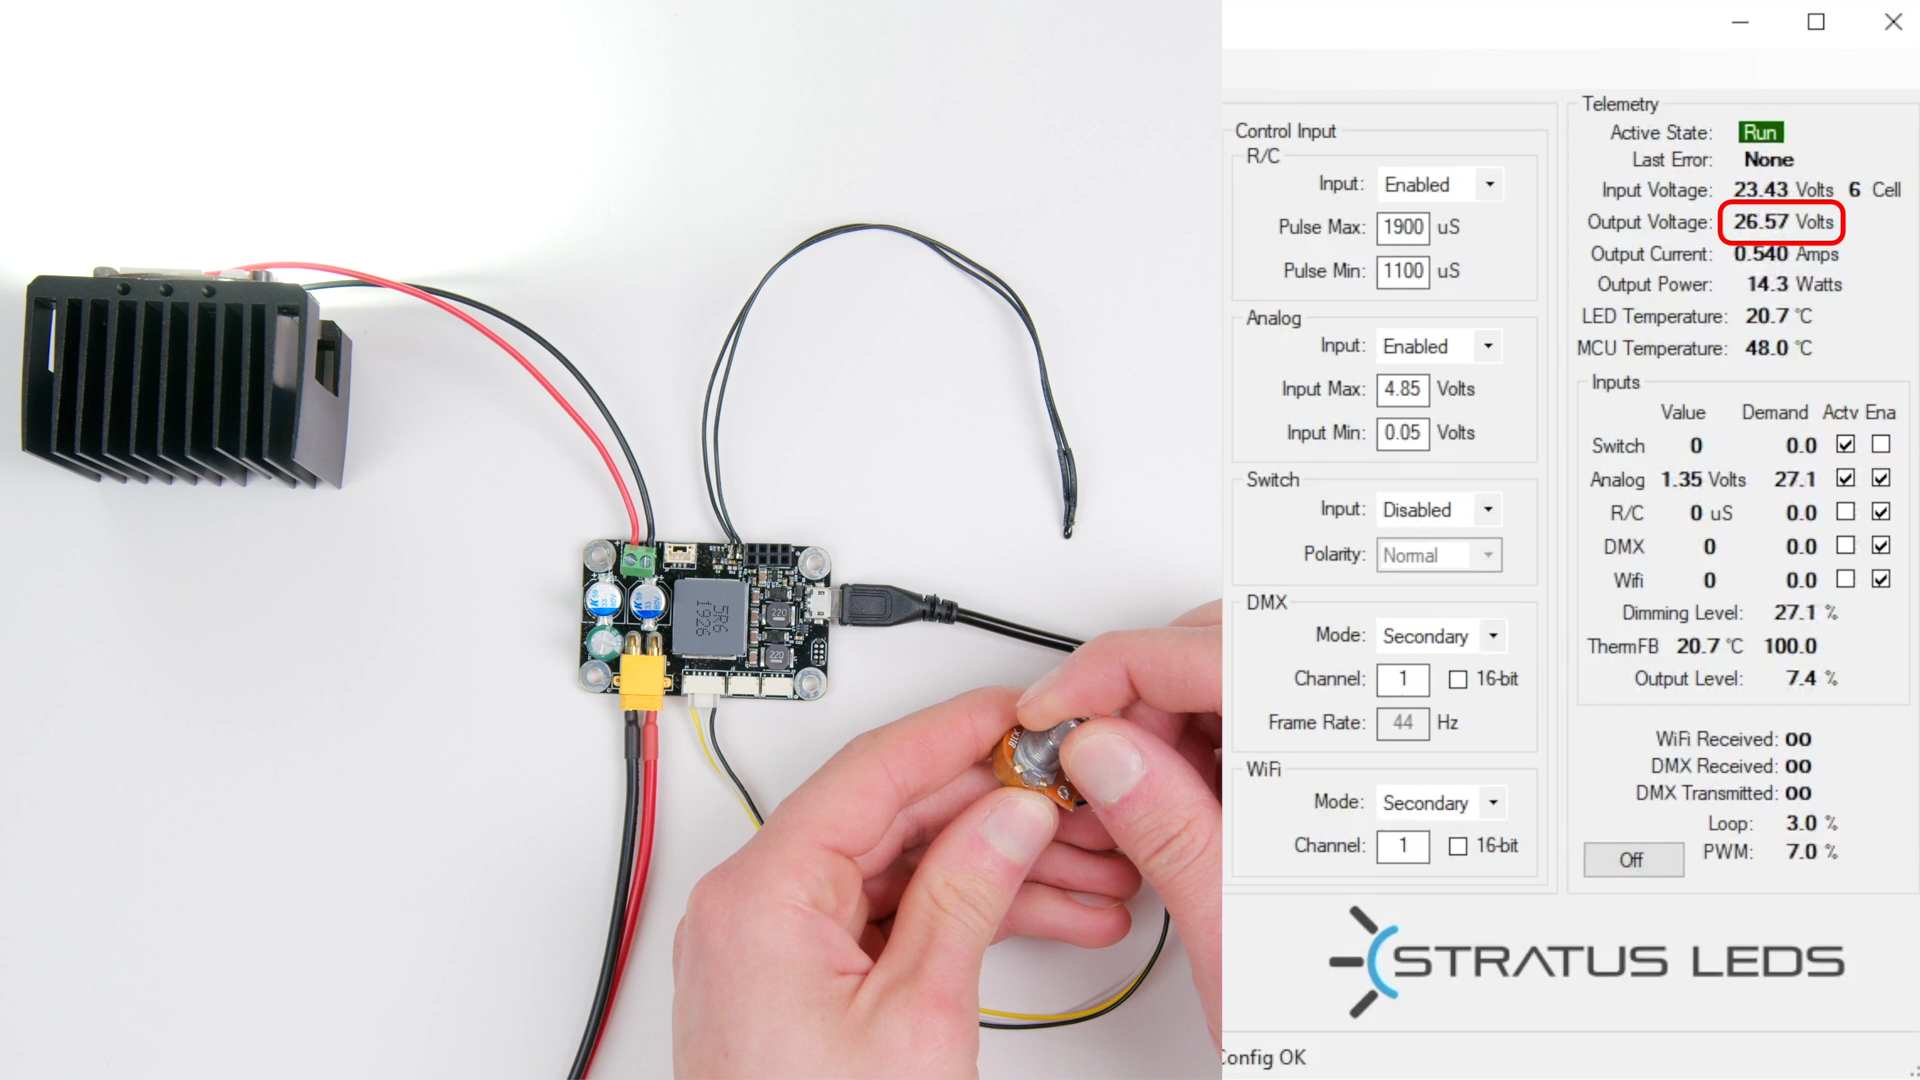 Control Input
R/C
Input: Enabled
Pulse Max: 1900 uS
Pulse Min: 1100 uS
Analog
Input: Enabled
Input Max: 4.85 Volts
Input Min: 0.05 Volts
Switch
Input: Disabled
Polarity: Normal
DMX
Mode: Secondary
Channel: 1 16-bit
Frame Rate: 44 Hz
WiFi
Mode: Secondary
Channel: 1 16-bit
Telemetry
Active State: Run
Last Error: None
Input Voltage: 23.43 Volts 6 Cell
Output Voltage: 26.57 Volts
Output Current: 0.540 Amps
Output Power: 14.3 Watts
LED Temperature: 20.7 °C
MCU Temperature: 48.0 °C
Inputs
Value Demand Actv Ena
Switch 0 0.0
Analog 1.35 Volts 27.1
R/C 0 uS 0.0
DMX 0 0.0
Wifi 0 0.0
Dimming Level: 27.1 %
ThermFB 20.7 °C 100.0
Output Level: 7.4 %
WiFi Received: 00
DMX Received: 00
DMX Transmitted: 00
Loop: 3.0 %
Off PWM: 7.0 %
STRATUS LEDS
Config OK
5R6
1926
220
220